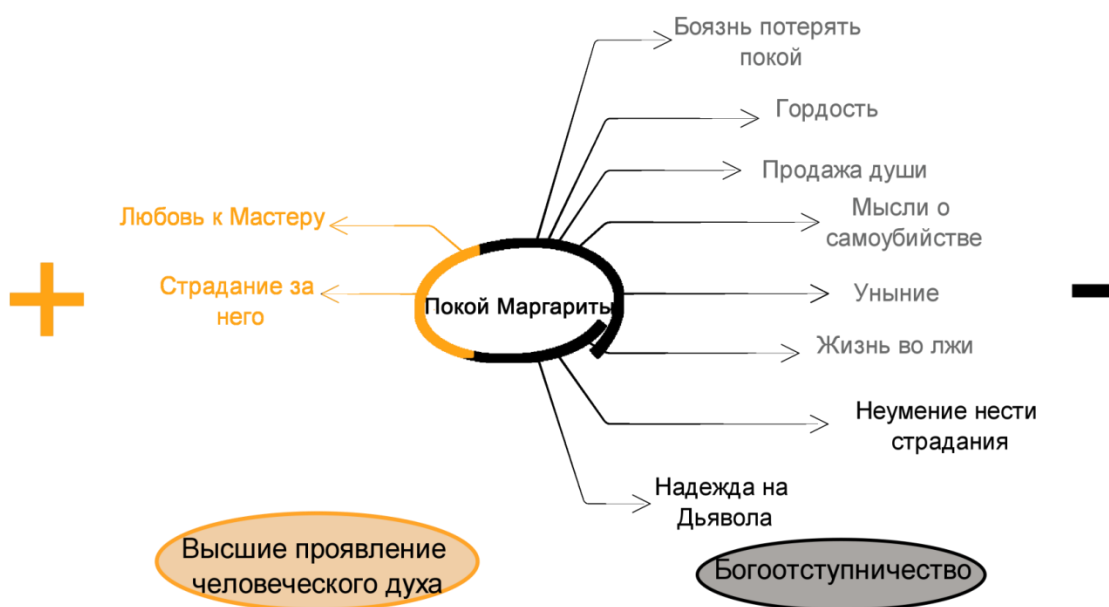 Боязнь потерять
покой
Гордость
Продажа души
Мысли о
самоубийстве
Любовь к Мастеру
+
Страдание за
него
Покой Маргариты
Уныние
-
Жизнь во лжи
Неумение нести
страдания
Надежда на
Дьявола
Высшие проявление
человеческого духа
Богоотступничество